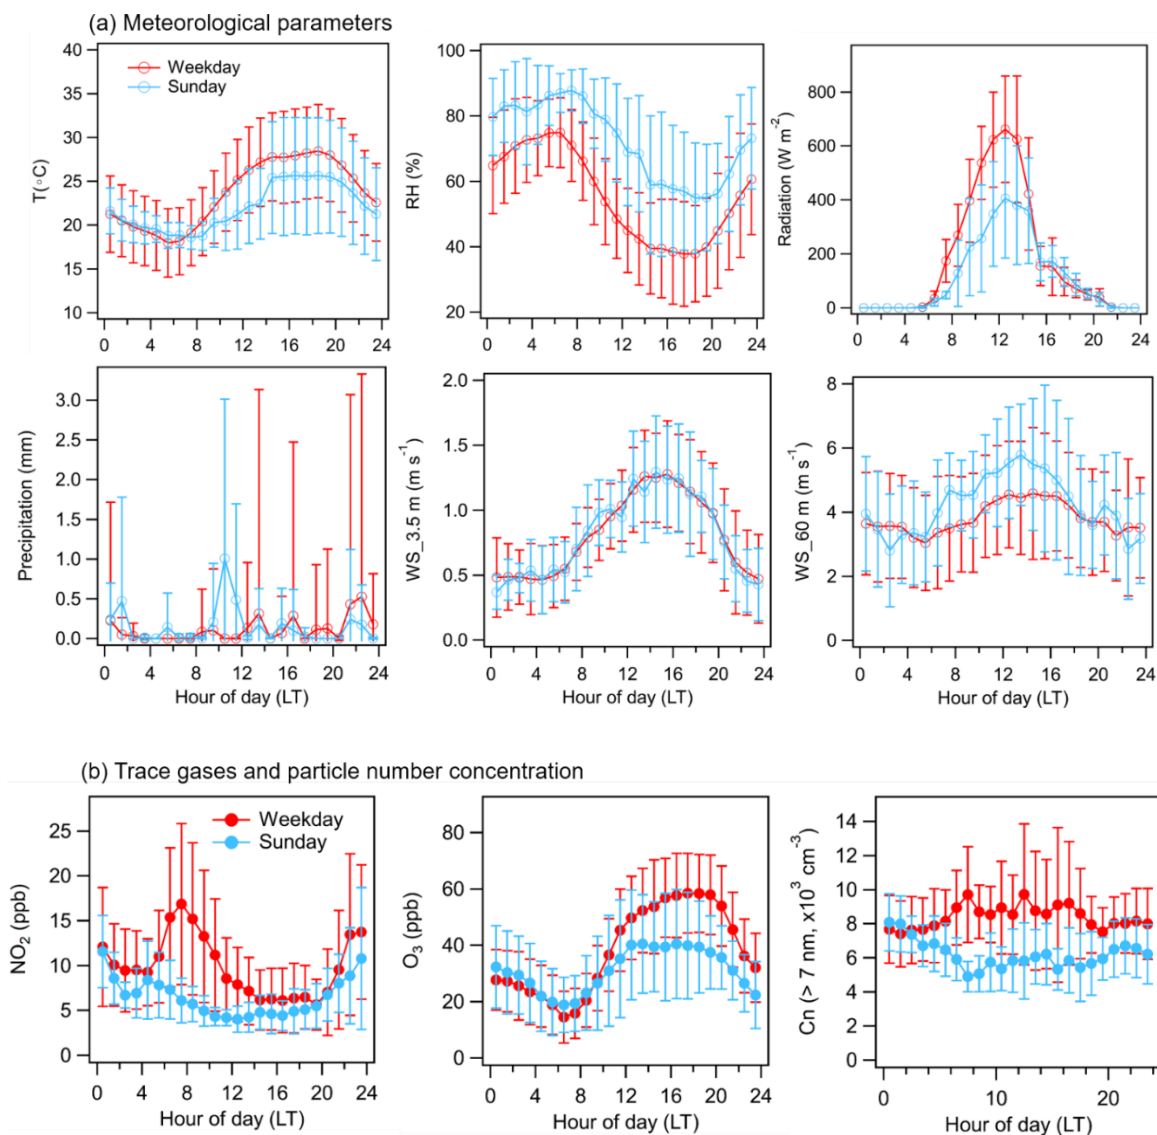 (a) Meteorological parameters
T(°C)
40
35
30
25
20
15
10
Weekday
Sunday
0 4 8 12 16 20 24
RH (%)
100
80
60
40
20
0 4 8 12 16 20 24
Radiation (W m-2)
800
600
400
200
0
0 4 8 12 16 20 24
Precipitation (mm)
3.0
2.5
2.0
1.5
1.0
0.5
0.0
0 4 8 12 16 20 24
Hour of day (LT)
WS_3.5 m (m s-1)
2.0
1.5
1.0
0.5
0.0
0 4 8 12 16 20 24
Hour of day (LT)
WS_60 m (m s-1)
8
6
4
2
0
0 4 8 12 16 20 24
Hour of day (LT)
(b) Trace gases and particle number concentration
NO2 (ppb)
25
20
15
10
5
0
Weekday
Sunday
0 4 8 12 16 20 24
Hour of day (LT)
O3 (ppb)
80
60
40
20
0
0 4 8 12 16 20 24
Hour of day (LT)
Cn (> 7 nm, x10³ cm-3)
14
12
10
8
6
4
2
0
0 10 20
Hour of day (LT)